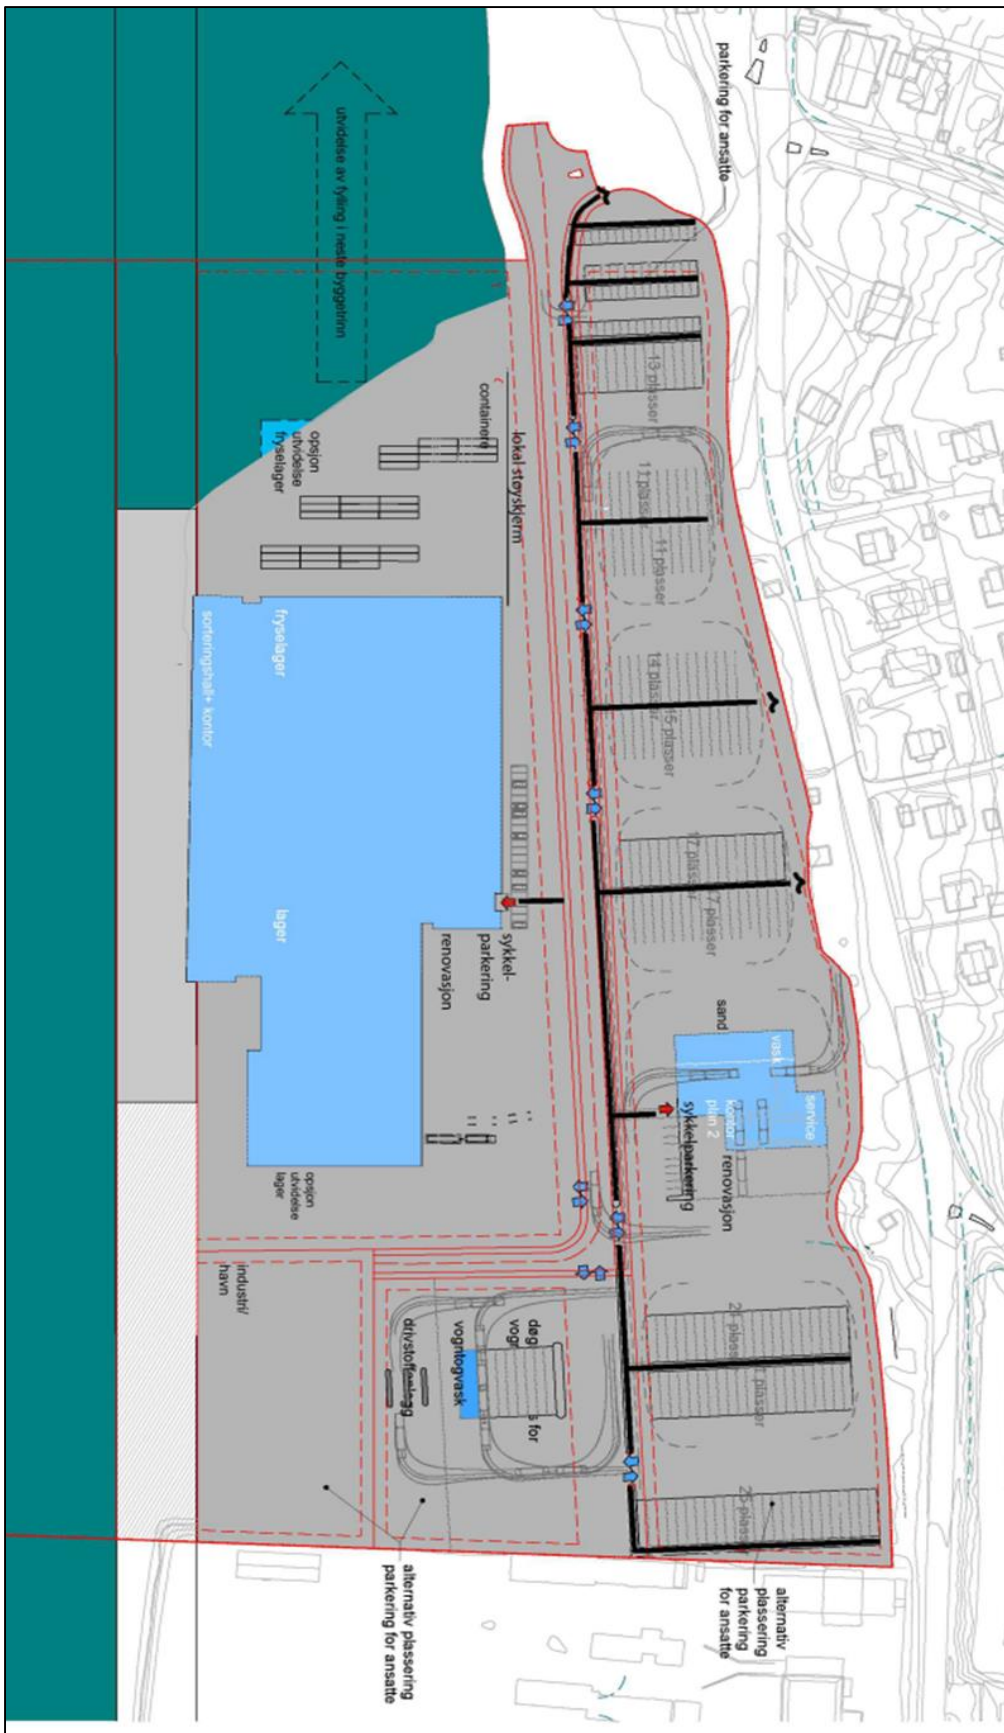 parkering for ansatte
utvidelse av fylling i neste byggetrinn
13 plasser
containere
lokal støyskjerm
opsjon
utvidelse
fryselager
11 plasser
11 plasser
fryselager
sorteringshall+ kontor
14 plasser
15 plasser
17 plasser
17 plasser
lager
sykkel-
parkering
renovasjon
sand
vask
service
kontor
plan 2
sykkelparkering
renovasjon
opsjon
utvidelse
lager
industri/
havn
døg
vogn
s for
vogntogvask
drivstoffanlegg
21 plasser
plasser
25 plasser
alternativ plassering
parkering for ansatte
alternativ
plassering
parkering
for ansatte